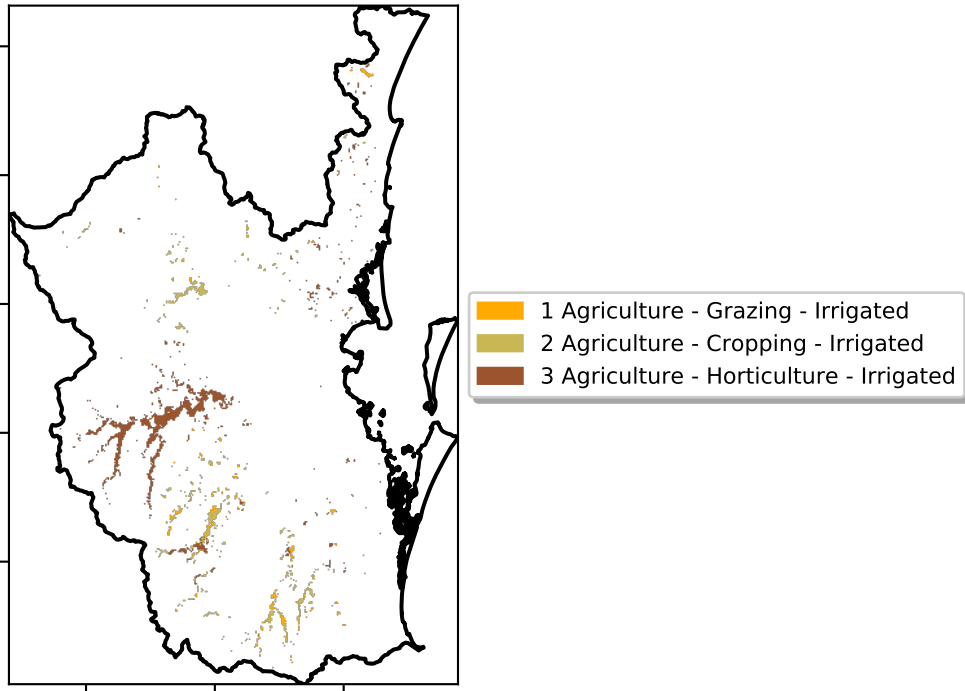 1 Agriculture - Grazing - Irrigated
2 Agriculture - Cropping - Irrigated
3 Agriculture - Horticulture - Irrigated